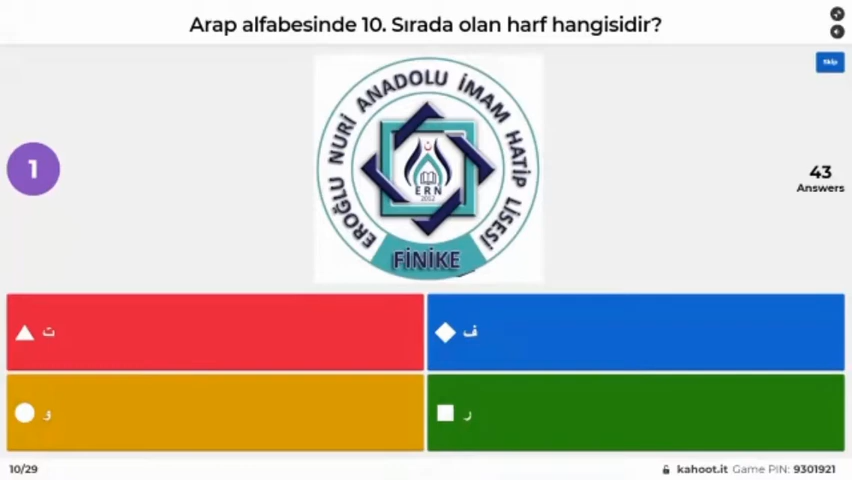 Arap alfabesinde 10. Sırada olan harf hangisidir?
Skip
1
43
Answers
EROĞLU NURİ ANADOLU İMAM HATİP LİSESİ
ERN
2012
FİNİKE
ت
ف
و
ر
10/29
kahoot.it Game PIN: 9301921